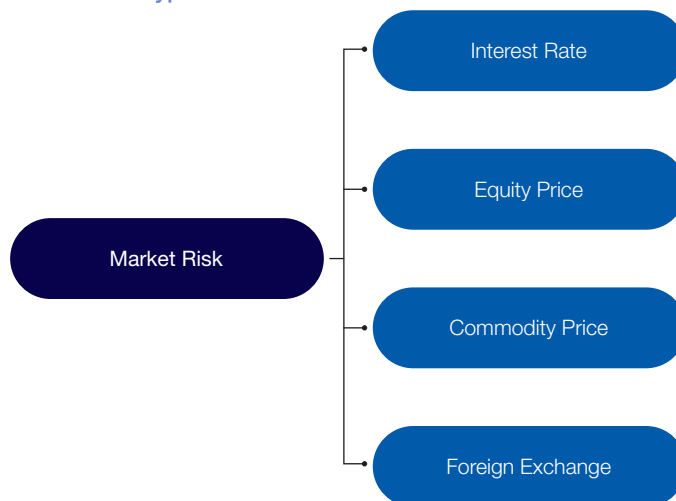 Market Risk
Interest Rate
Equity Price
Commodity Price
Foreign Exchange